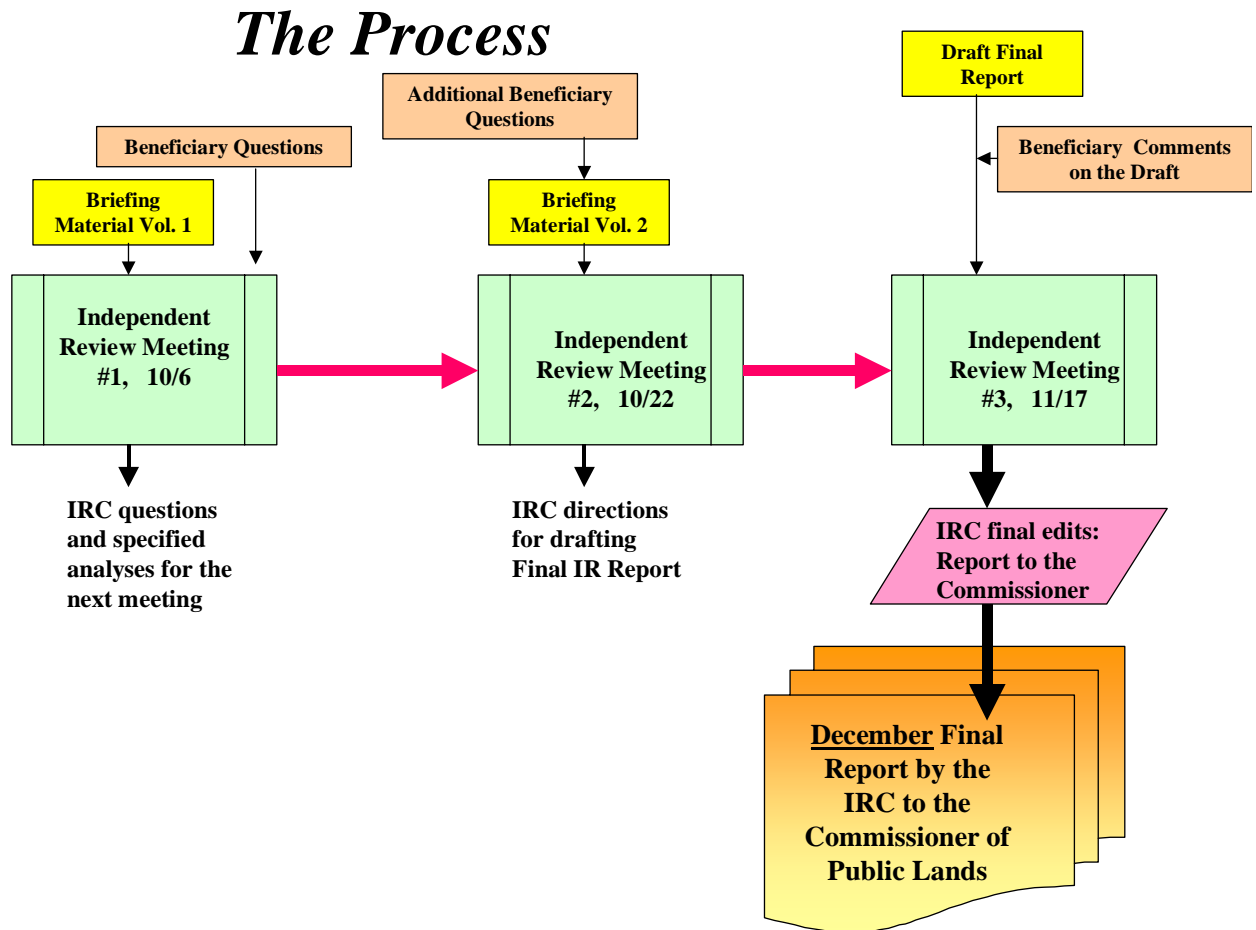 The Process
Draft Final
Report
Additional Beneficiary
Questions
Beneficiary Questions
Beneficiary Comments
on the Draft
Briefing
Material Vol. 1
Briefing
Material Vol. 2
Independent
Review Meeting
#1, 10/6
Independent
Review Meeting
#2, 10/22
Independent
Review Meeting
#3, 11/17
IRC questions
and specified
analyses for the
next meeting
IRC directions
for drafting
Final IR Report
IRC final edits:
Report to the
Commissioner
December Final
Report by the
IRC to the
Commissioner of
Public Lands